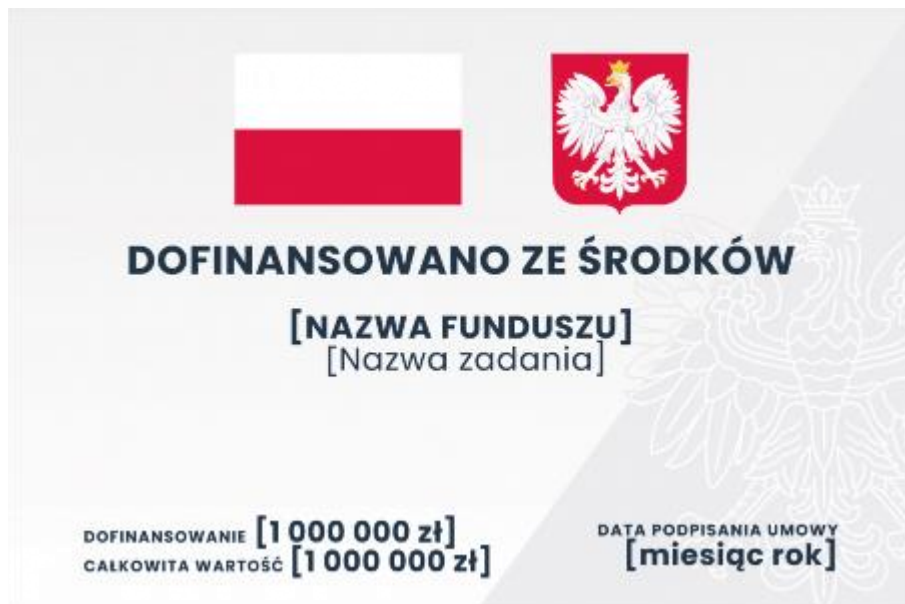 DOFINANSOWANO ZE ŚRODKÓW
[NAZWA FUNDUSZU]
[Nazwa zadania]
DOFINANSOWANIE [1 000 000 zł]
CAŁKOWITA WARTOŚĆ [1 000 000 zł]
DATA PODPISANIA UMOWY
[miesiąc rok]